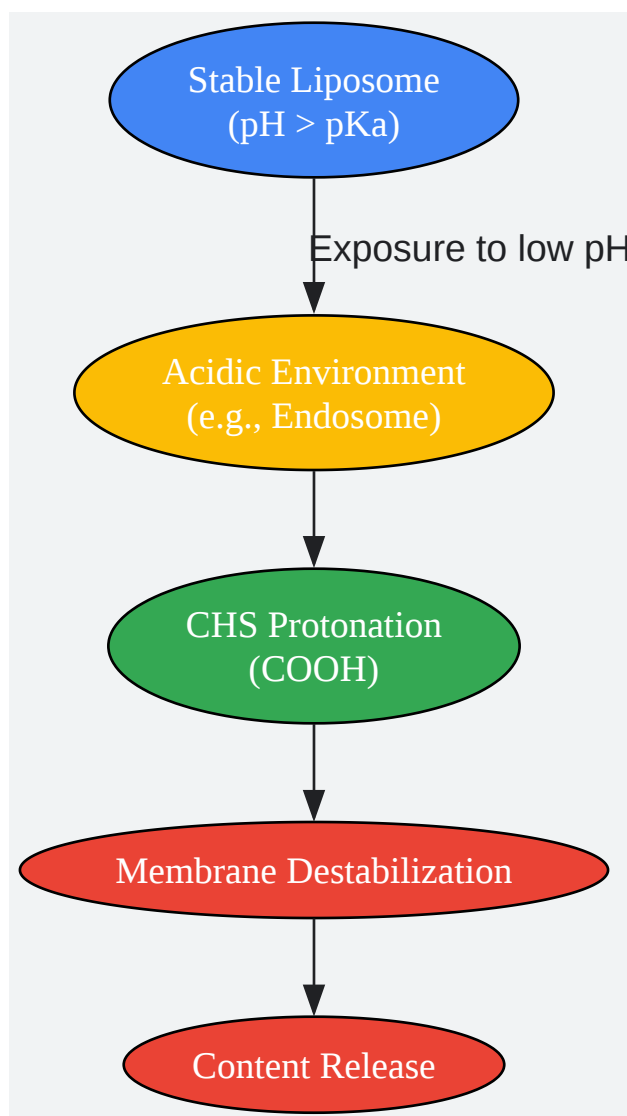 Stable Liposome
(pH > pKa)
Exposure to low pH
Acidic Environment
(e.g., Endosome)
CHS Protonation
(COOH)
Membrane Destabilization
Content Release